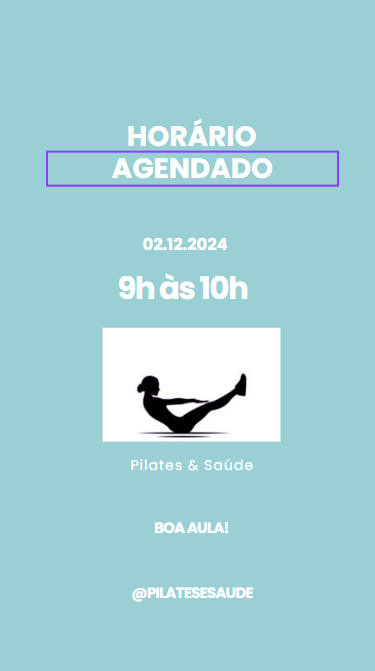 HORÁRIO
AGENDADO
02.12.2024
9h às 10h
Pilates & Saúde
BOA AULA!
@PILATESESAUDE